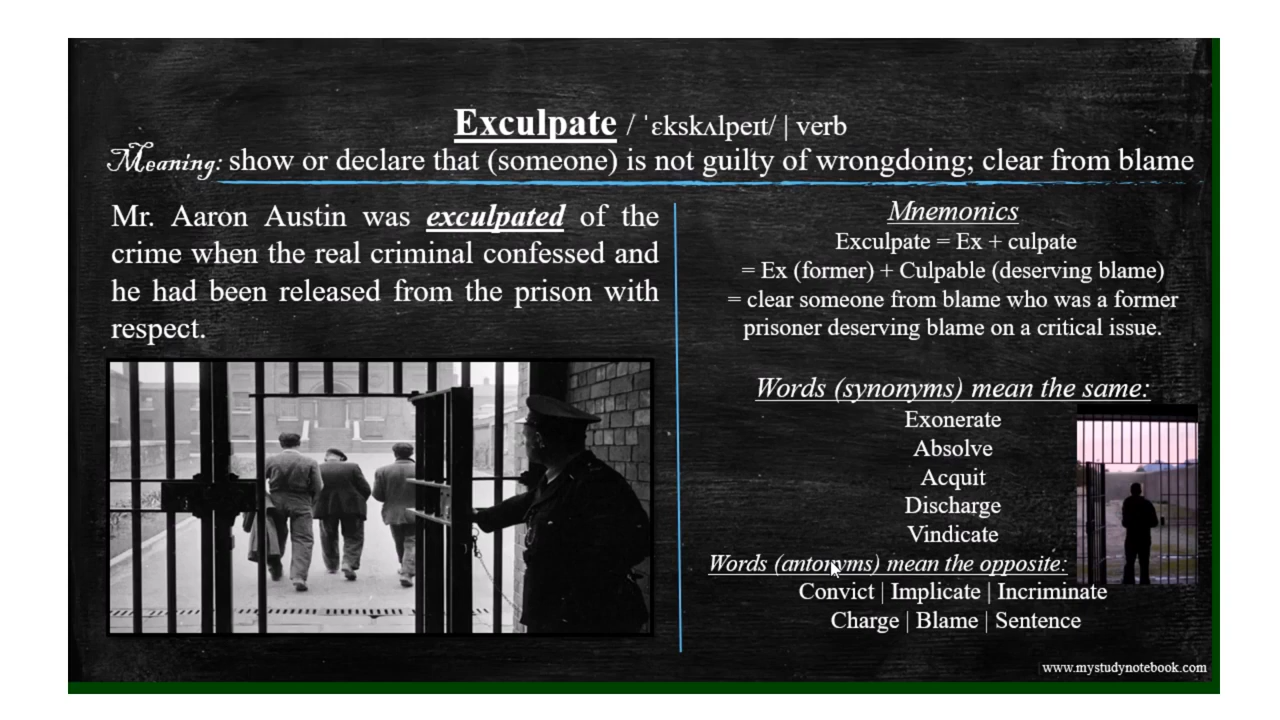 Exculpate / ˈɛkskʌlpeɪt/ | verb
Meaning: show or declare that (someone) is not guilty of wrongdoing; clear from blame
Mr. Aaron Austin was exculpated of the
crime when the real criminal confessed and
he had been released from the prison with
respect.
Mnemonics
Exculpate = Ex + culpate
= Ex (former) + Culpable (deserving blame)
= clear someone from blame who was a former
prisoner deserving blame on a critical issue.
Words (synonyms) mean the same:
Exonerate
Absolve
Acquit
Discharge
Vindicate
Words (antonyms) mean the opposite:
Convict | Implicate | Incriminate
Charge | Blame | Sentence
www.mystudynotebook.com